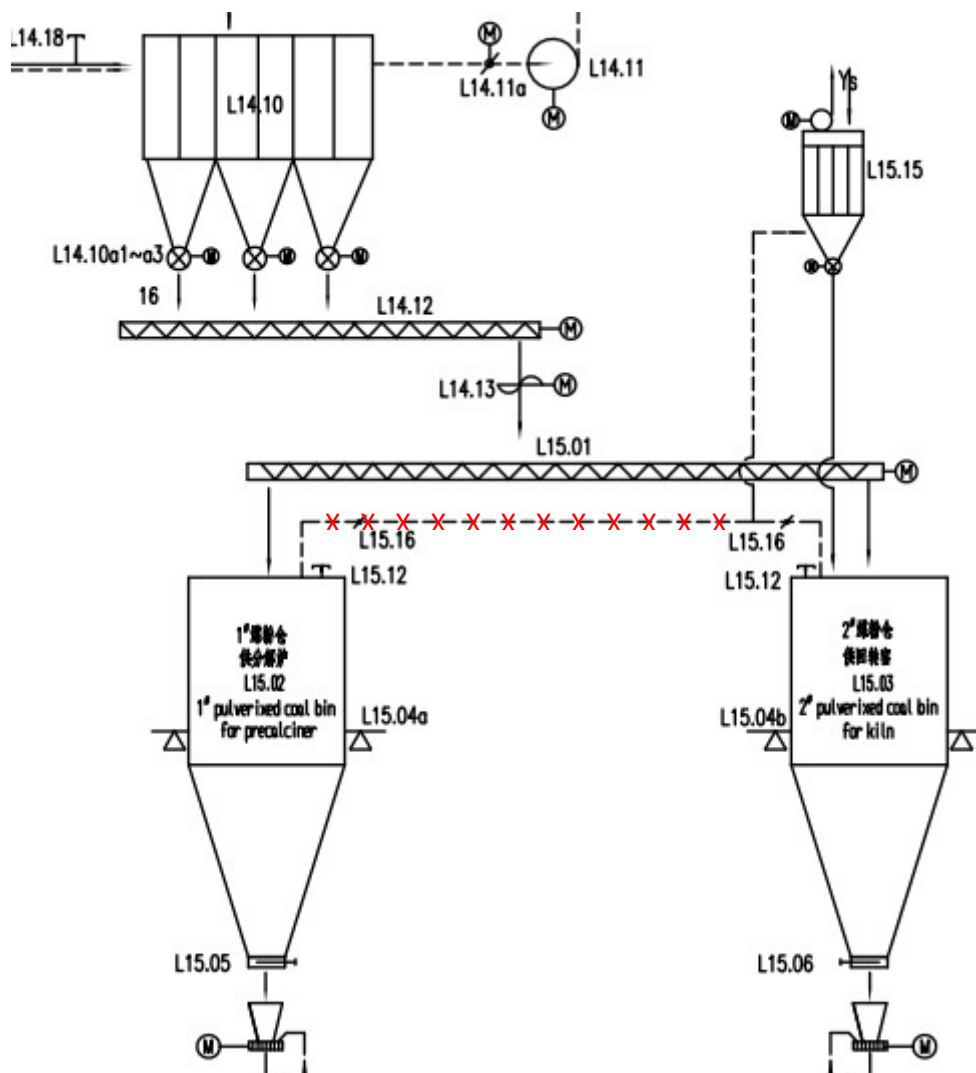 L14.18
M
L14.10
L14.11a
L14.11
M
Ys
M
L15.15
L14.10a1~a3
M
M
M
M
16
L14.12
M
L14.13
M
L15.01
M
X X X X X X X X X X X X
L15.16
L15.16
L15.12
L15.12
1#煤粉仓
供分解炉
L15.02
1# pulverixed coal bin
for precalciner
2#煤粉仓
供回转窑
L15.03
2# pulverixed coal bin
for kiln
L15.04a
L15.04b
L15.05
L15.06
M
M